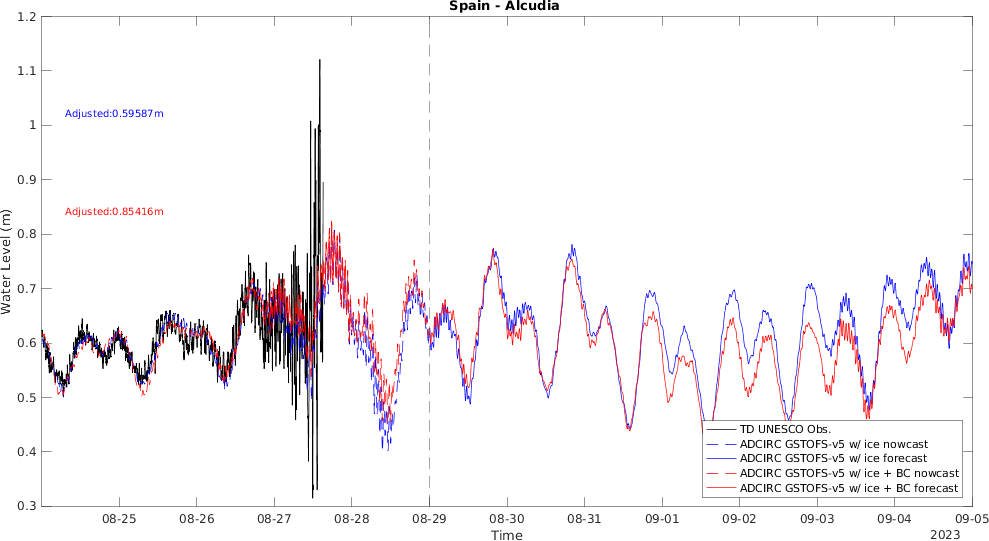 Spain - Alcudia
1.2
1.1
1
0.9
0.8
0.7
0.6
0.5
0.4
0.3
Water Level (m)
Adjusted:0.59587m
Adjusted:0.85416m
TD UNESCO Obs.
ADCIRC GSTOFS-v5 w/ ice nowcast
ADCIRC GSTOFS-v5 w/ ice forecast
ADCIRC GSTOFS-v5 w/ ice + BC nowcast
ADCIRC GSTOFS-v5 w/ ice + BC forecast
08-25 08-26 08-27 08-28 08-29 08-30 08-31 09-01 09-02 09-03 09-04 09-05
Time
2023